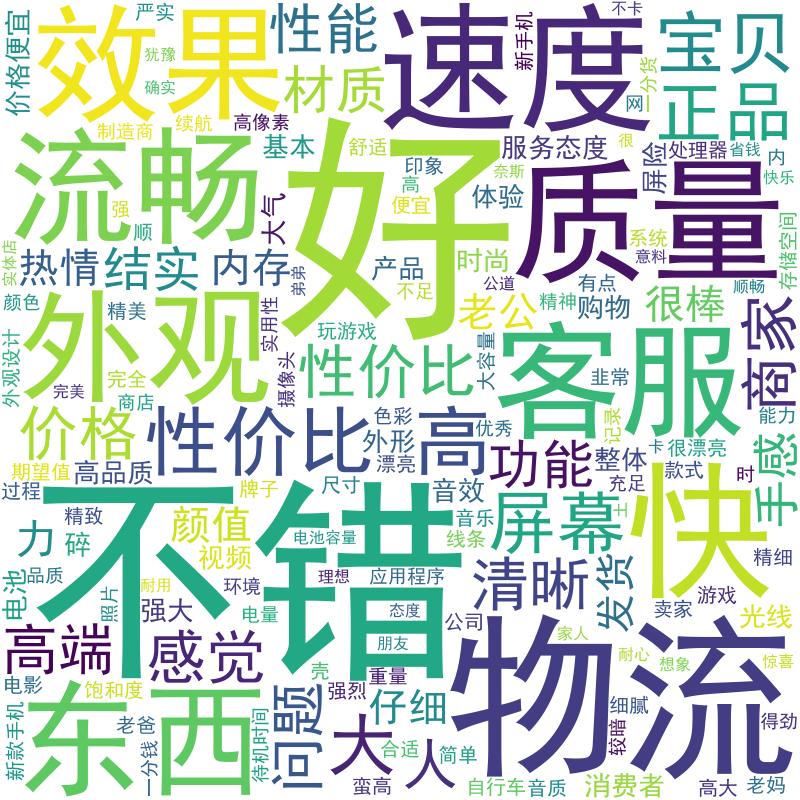 价格便宜
严实
效果
犹豫
确实
制造商
续航
性能
材质
高像素
基本
速度
新手机
不卡
网
一分货
宝贝
正品
服务态度
屏险
处理器
省钱
内
快乐
很
奈斯
舒适
印象
高
便宜
体验
流畅
强
顺
大气
好
质量
实体店
热情
结实
内存
产品
时尚
系统
意料
存储空间
颜色
精美
弟弟
不足
公道
老公
精神
有点
购物
很棒
顺畅
外观设计
外观
实用性
玩游戏
摄像头
性价比
大容量
客服
商家
完美
完全
商店
非常
价格
性价比
高
色彩
外形
优秀
漂亮
记录
卡
很漂亮
能力
期望值
高品质
功能
整体
款式
时
手感
过程
牌子
尺寸
音效
充足
不错
力
碎
精致
颜值
视频
电池容量
音乐
线条
屏幕
士
快
精细
电池
品质
耐用
环境
理想
应用程序
清晰
发货
游戏
照片
强大
电量
态度
公司
卖家
光线
高端
感觉
朋友
物流
家人
耐心
想象
惊喜
电影
饱和度
壳
重量
强烈
仔细
细腻
得劲
新款手机
东西
老爸
一分钱
待机时间
问题
大
人
合适
简单
较暗
蛮高
自行车
音质
消费者
高大
老妈